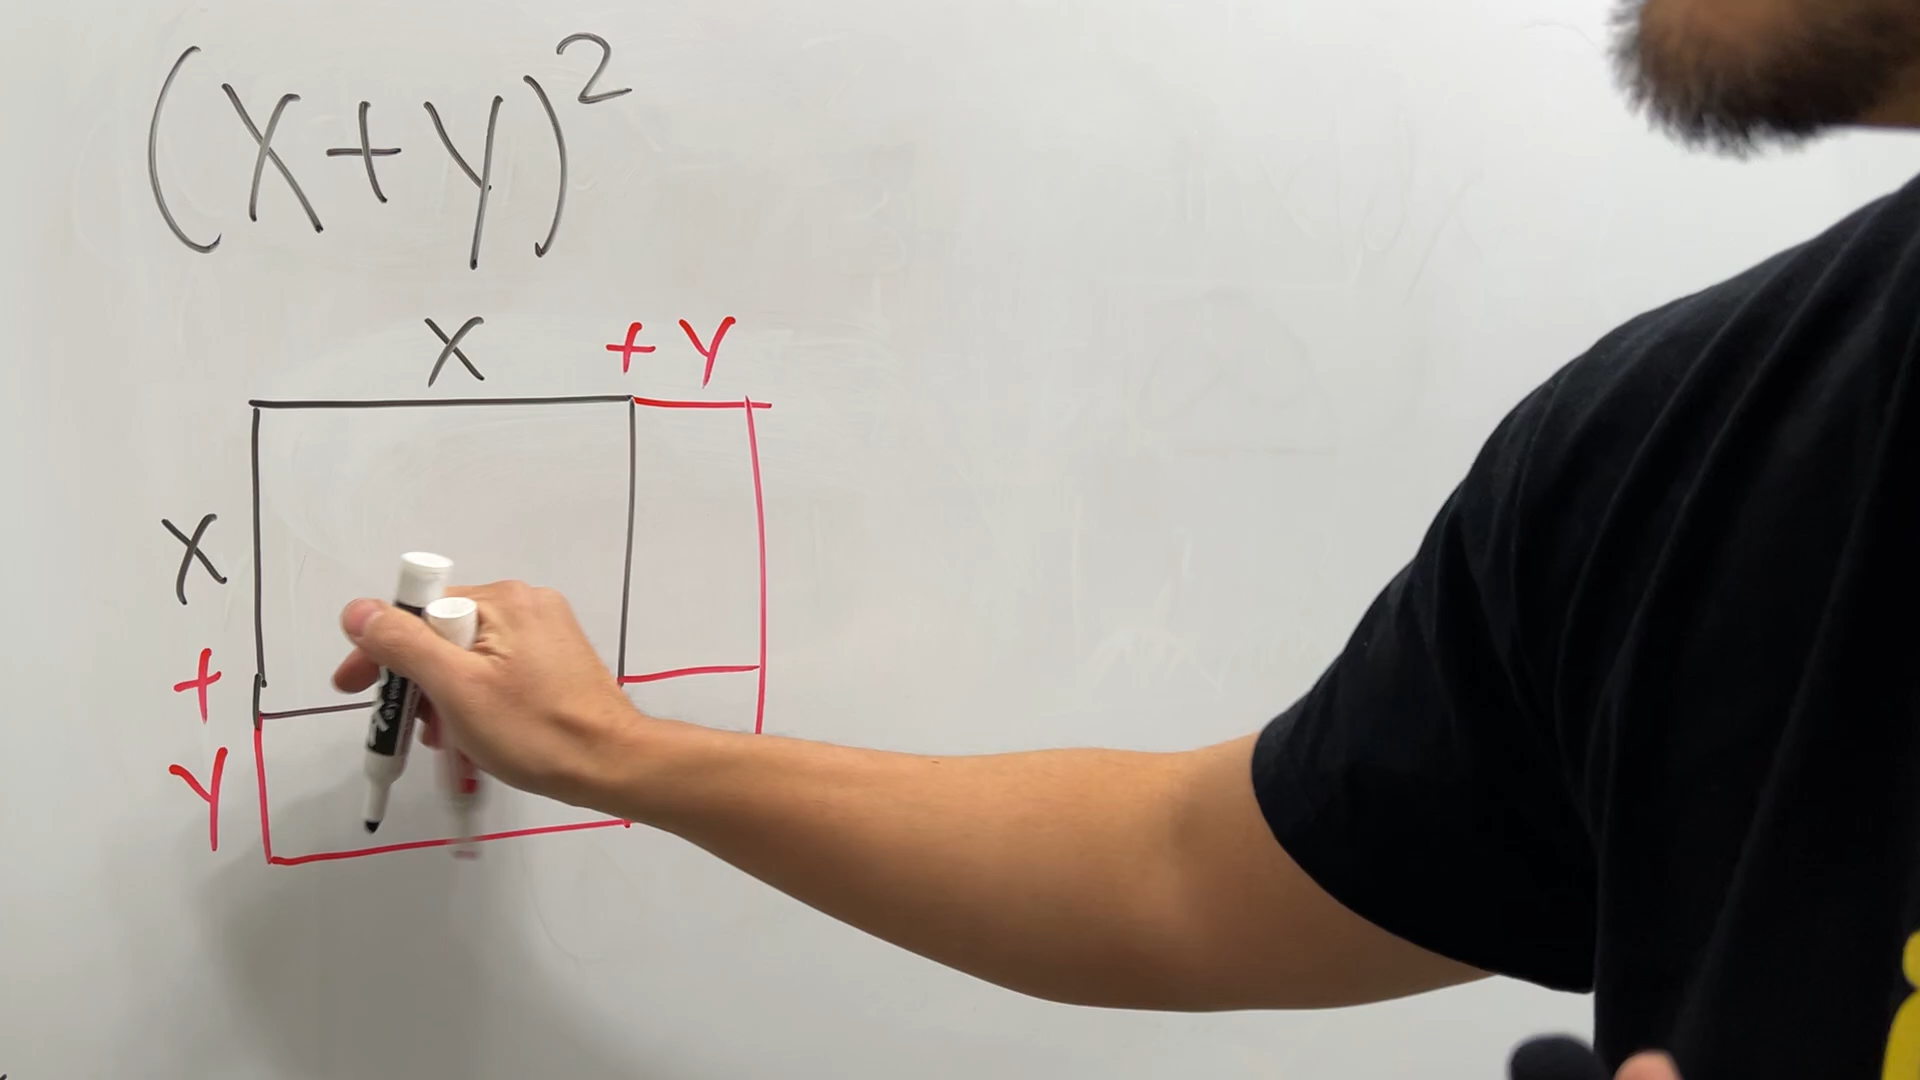 (x+y)²
x + y
x
+
y